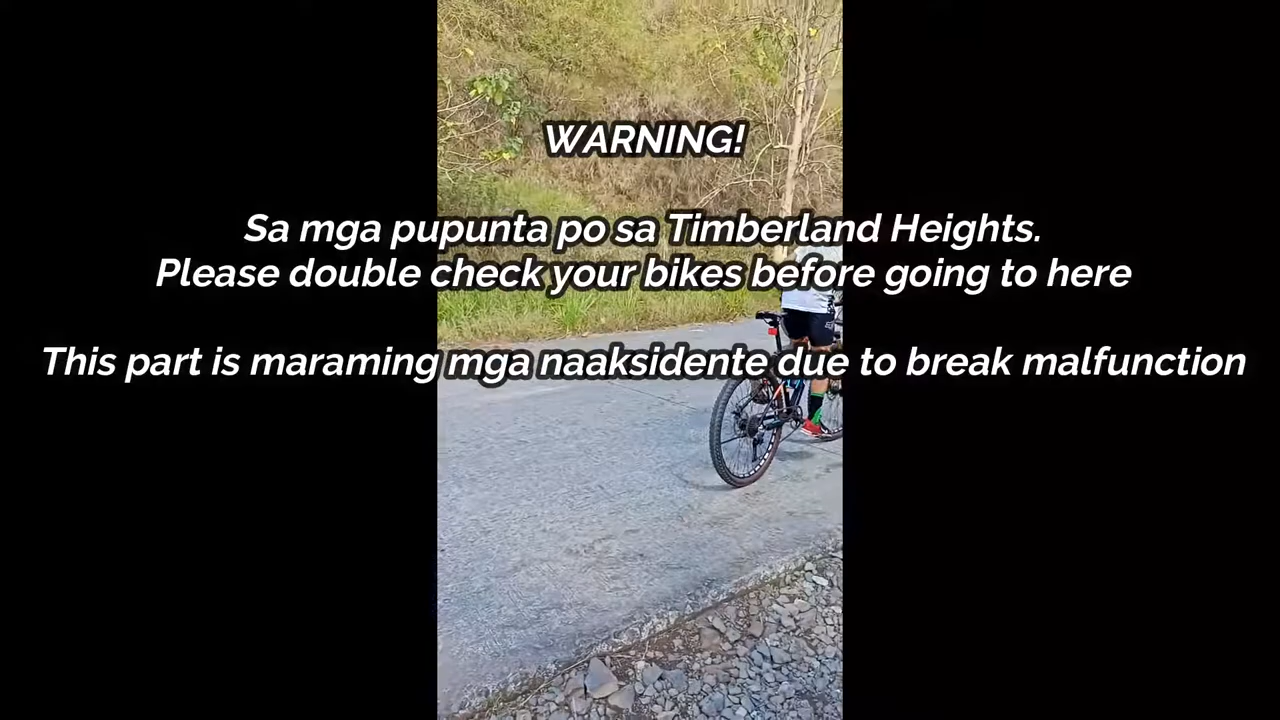 WARNING!
Sa mga pupunta po sa Timberland Heights.
Please double check your bikes before going to here
This part is maraming mga naaksidente due to break malfunction